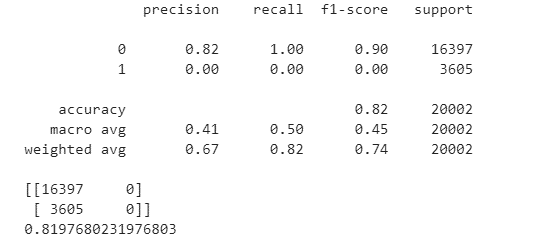 precision recall f1-score support
0 0.82 1.00 0.90 16397
1 0.00 0.00 0.00 3605
accuracy 0.82 20002
macro avg 0.41 0.50 0.45 20002
weighted avg 0.67 0.82 0.74 20002
[[16397 0]
[ 3605 0]]
0.8197680231976803